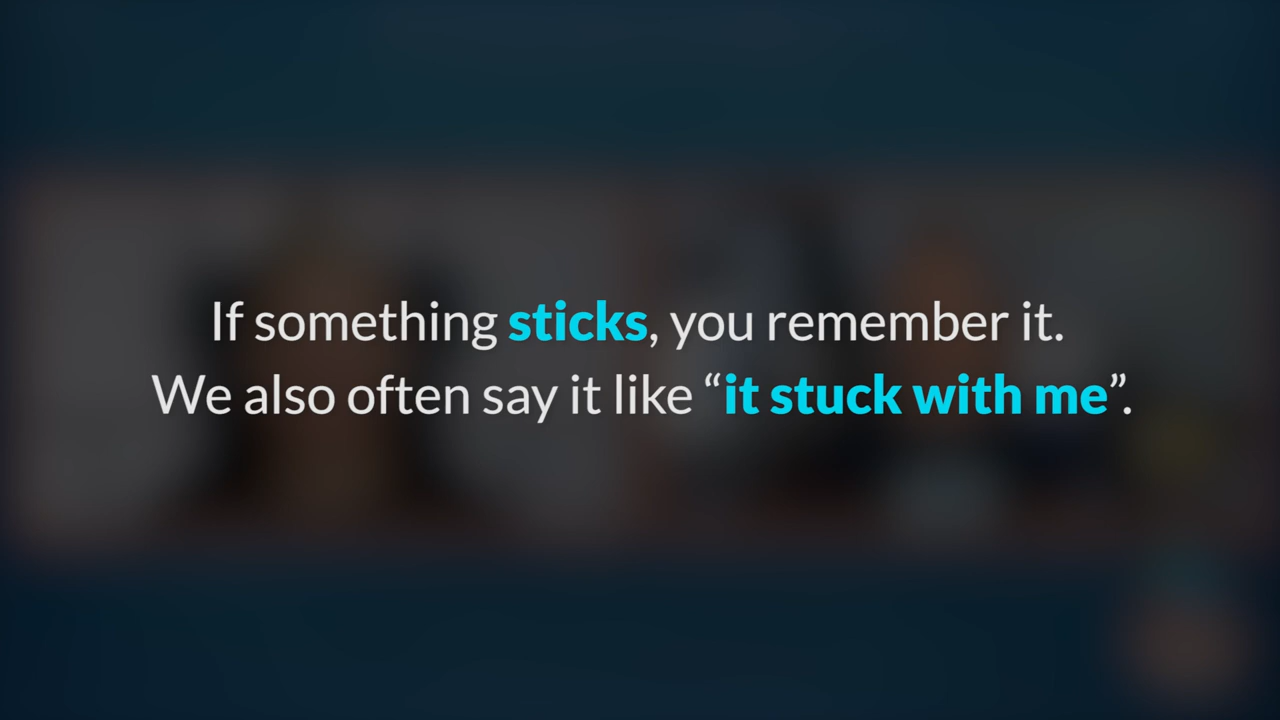 If something sticks, you remember it.
We also often say it like “it stuck with me”.